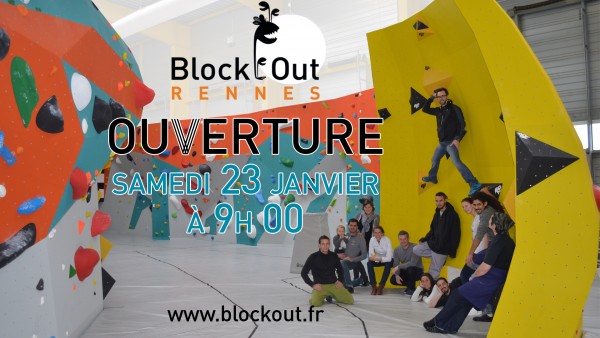 Block Out
RENNES
OUVERTURE
SAMEDI 23 JANVIER
À 9H 00
www.blockout.fr